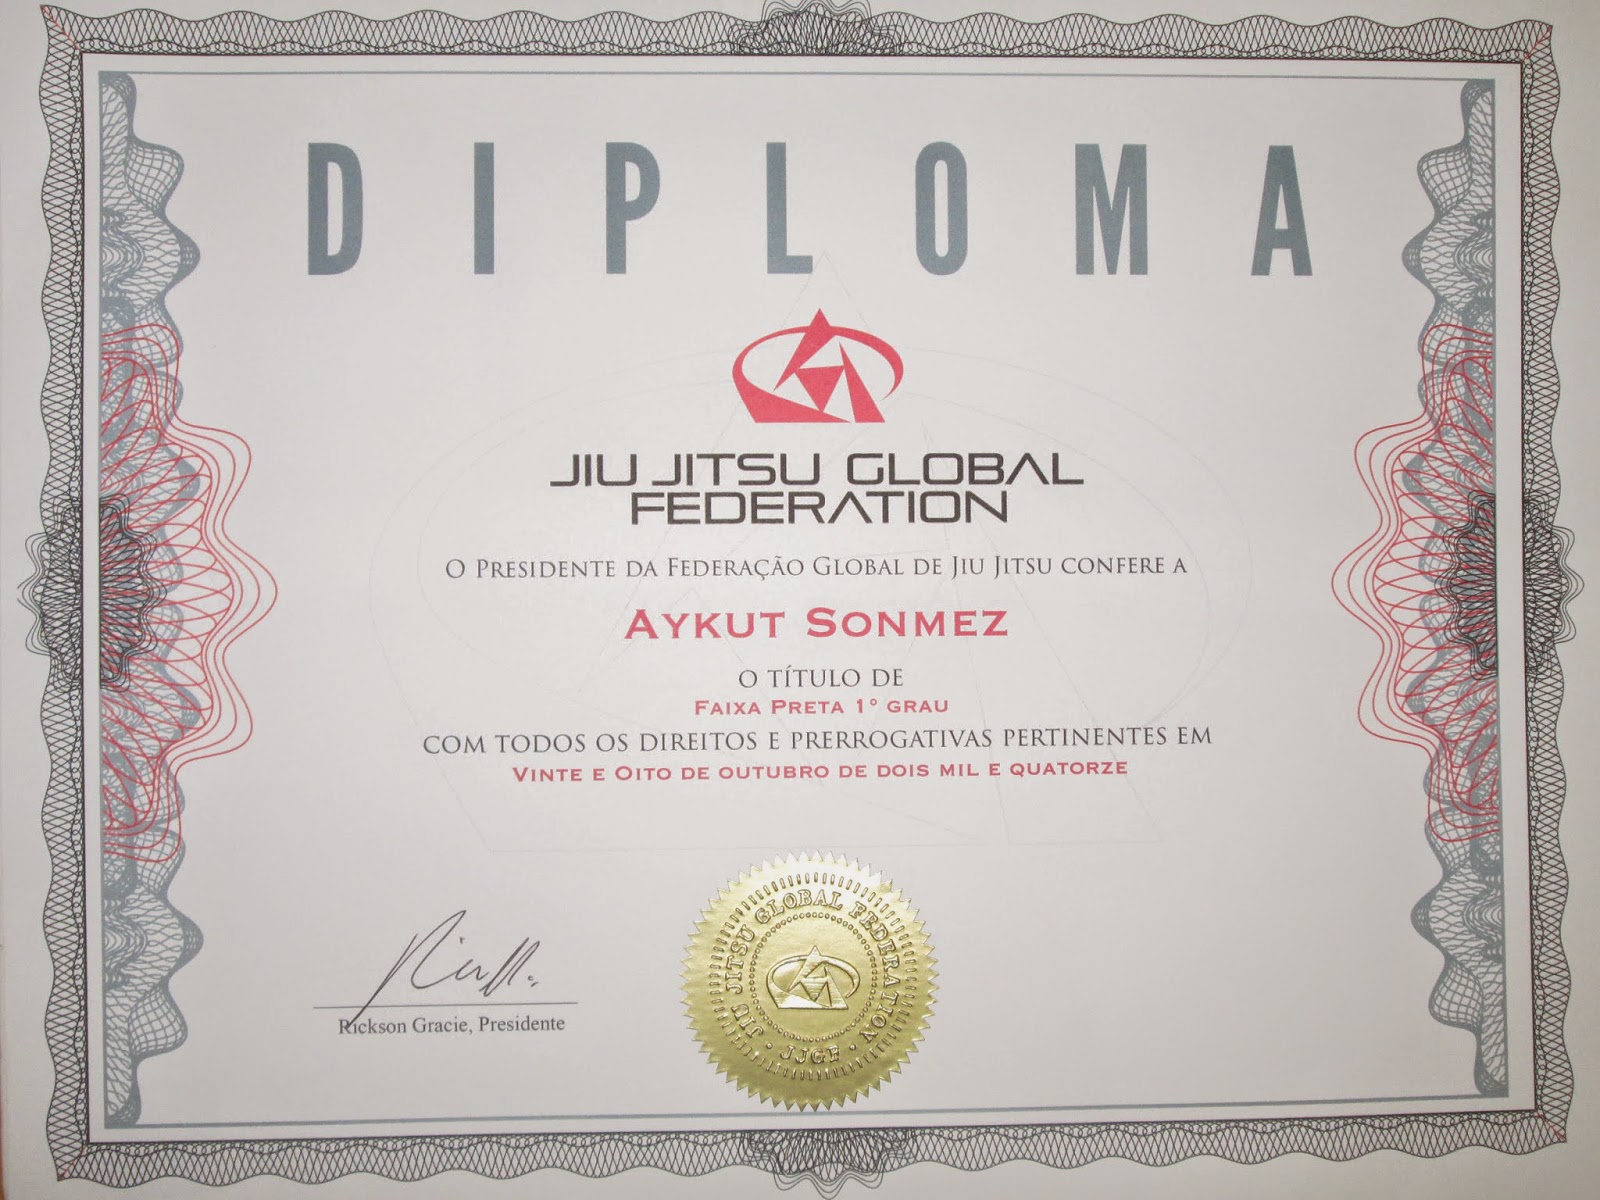 DIPLOMA
JIU JITSU GLOBAL
FEDERATION
O PRESIDENTE DA FEDERAÇÃO GLOBAL DE JIU JITSU CONFERE A
AYKUT SONMEZ
O TÍTULO DE
FAIXA PRETA 1° GRAU
COM TODOS OS DIREITOS E PRERROGATIVAS PERTINENTES EM
VINTE E OITO DE OUTUBRO DE DOIS MIL E QUATORZE
Rickson Gracie, Presidente
JIU JITSU GLOBAL FEDERATION
· JJGF ·